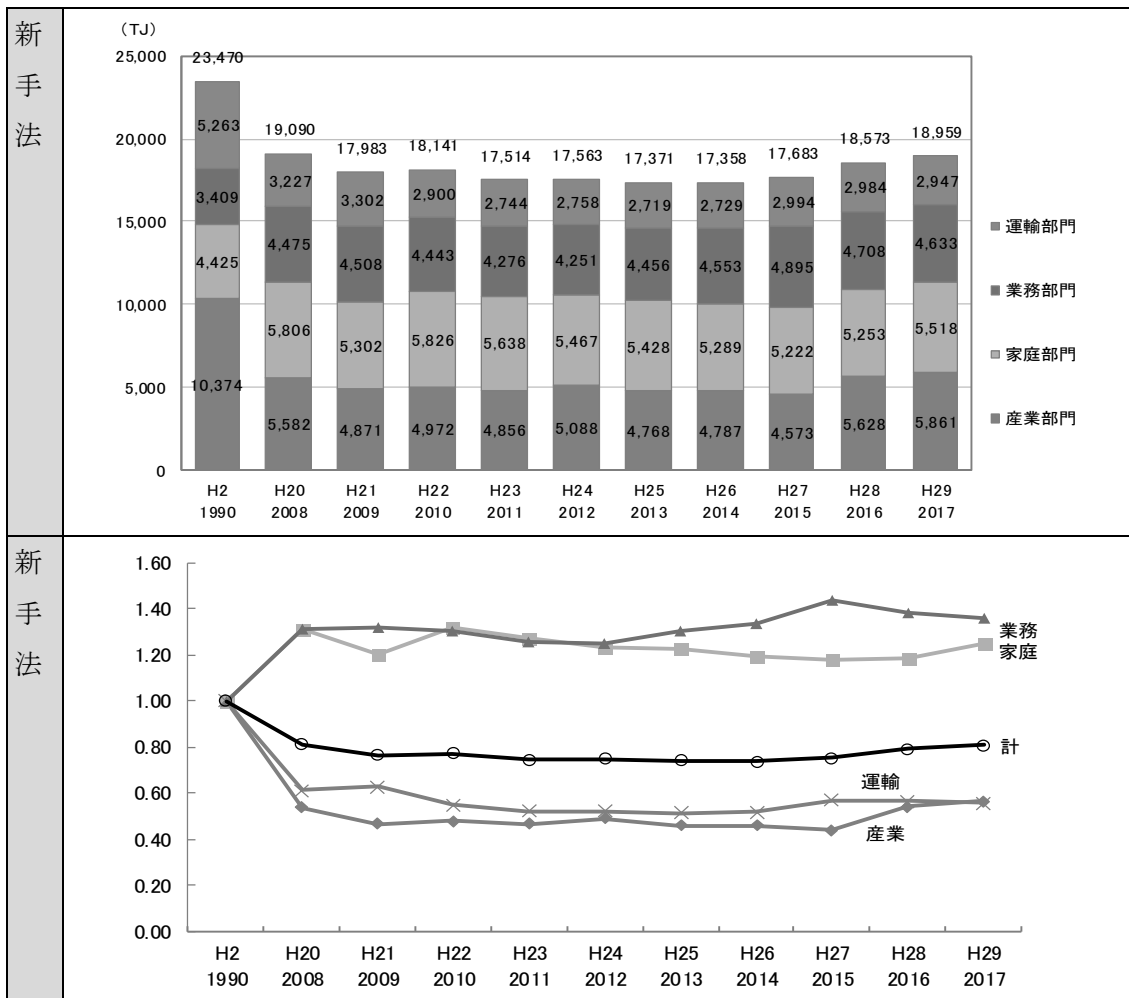 新手法
（TJ）
25,000
20,000
15,000
10,000
5,000
0
23,470 19,090 17,983 18,141 17,514 17,563 17,371 17,358 17,683 18,573 18,959
5,263 3,227 3,302 2,900 2,744 2,758 2,719 2,729 2,994 2,984 2,947
3,409 4,475 4,508 4,443 4,276 4,251 4,456 4,553 4,895 4,708 4,633
4,425 5,806 5,302 5,826 5,638 5,467 5,428 5,289 5,222 5,253 5,518
10,374 5,582 4,871 4,972 4,856 5,088 4,768 4,787 4,573 5,628 5,861
H2 H20 H21 H22 H23 H24 H25 H26 H27 H28 H29
1990 2008 2009 2010 2011 2012 2013 2014 2015 2016 2017
運輸部門
業務部門
家庭部門
産業部門
新手法
1.60
1.40
1.20
1.00
0.80
0.60
0.40
0.20
0.00
業務
家庭
計
運輸
産業
H2 H20 H21 H22 H23 H24 H25 H26 H27 H28 H29
1990 2008 2009 2010 2011 2012 2013 2014 2015 2016 2017